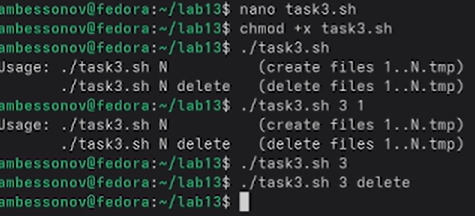 ambessonov@fedora:~/lab13$ nano task3.sh
ambessonov@fedora:~/lab13$ chmod +x task3.sh
ambessonov@fedora:~/lab13$ ./task3.sh
Usage: ./task3.sh N          (create files 1..N.tmp)
       ./task3.sh N delete   (delete files 1..N.tmp)
ambessonov@fedora:~/lab13$ ./task3.sh 3 1
Usage: ./task3.sh N          (create files 1..N.tmp)
       ./task3.sh N delete   (delete files 1..N.tmp)
ambessonov@fedora:~/lab13$ ./task3.sh 3
ambessonov@fedora:~/lab13$ ./task3.sh 3 delete
ambessonov@fedora:~/lab13$